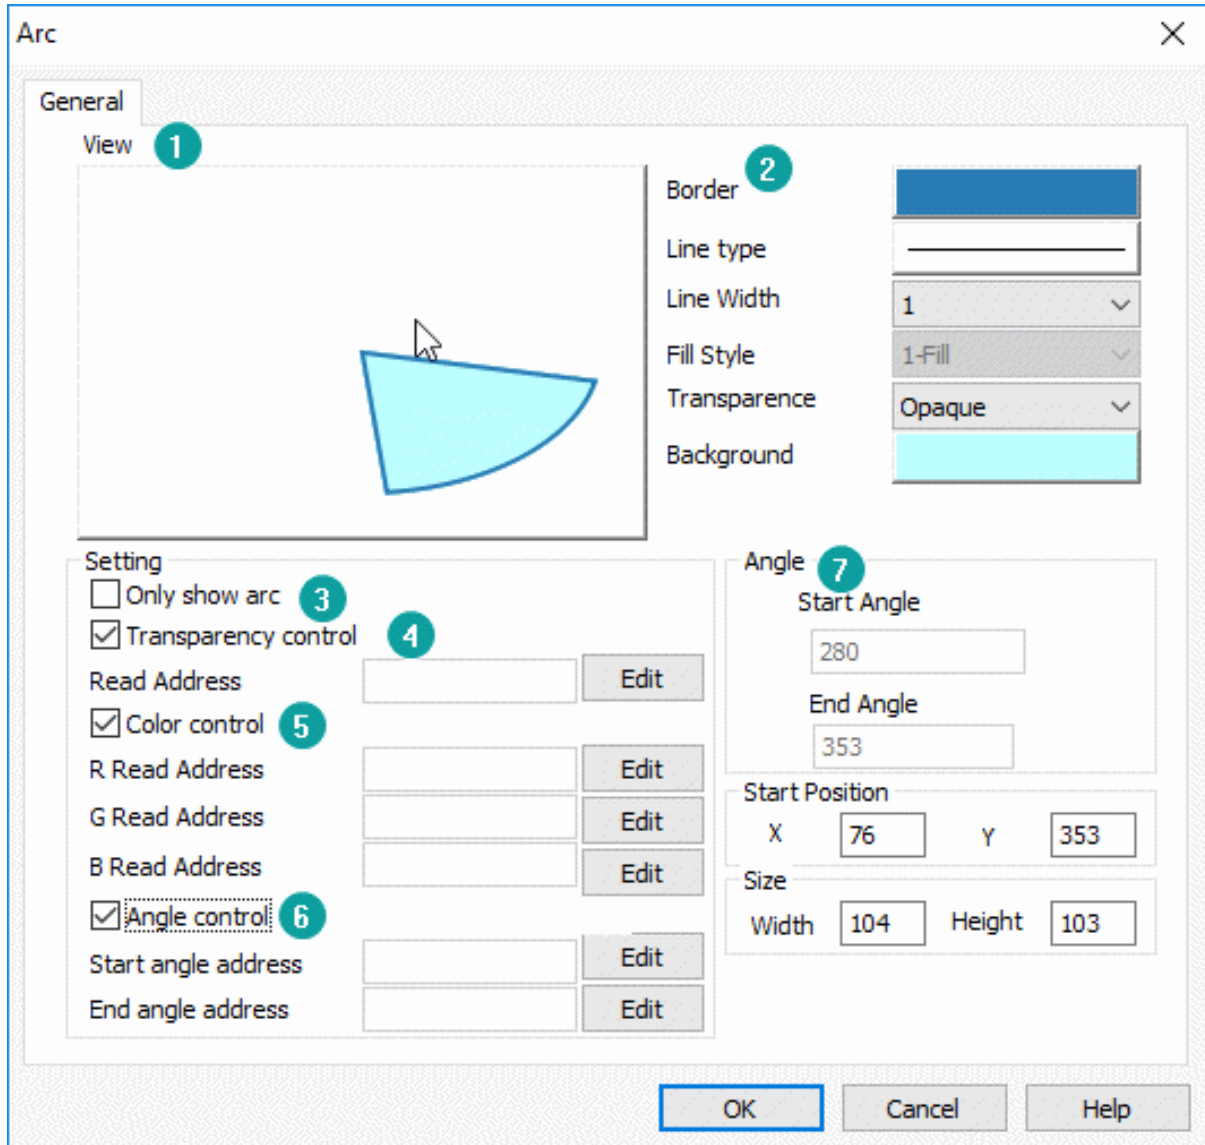 Arc
General
View 1
2
Border
Line type
Line Width 1
Fill Style 1-Fill
Transparence Opaque
Background
Setting
Only show arc 3
Transparency control 4
Read Address Edit
Color control 5
R Read Address Edit
G Read Address Edit
B Read Address Edit
Angle control 6
Start angle address Edit
End angle address Edit
Angle 7
Start Angle
280
End Angle
353
Start Position
X 76 Y 353
Size
Width 104 Height 103
OK Cancel Help